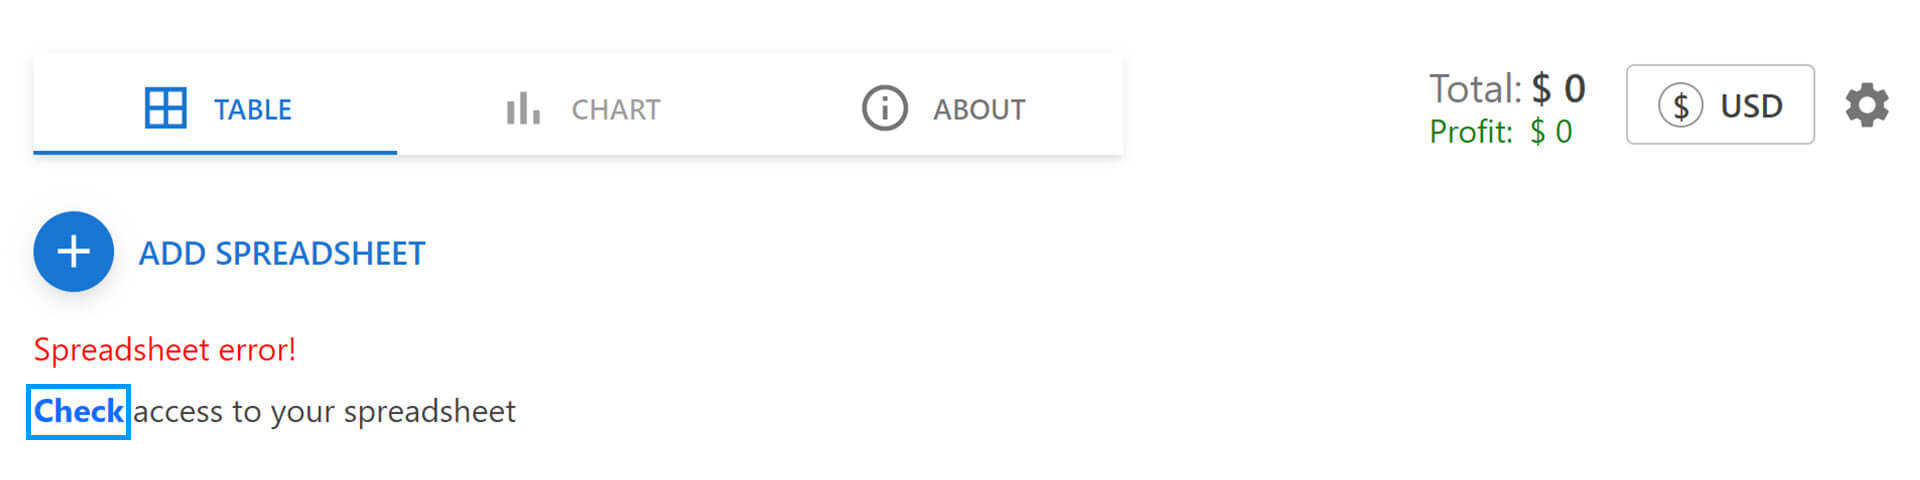 TABLE CHART ABOUT
Total: $ 0
Profit: $ 0
$ USD
ADD SPREADSHEET
Spreadsheet error!
Check access to your spreadsheet